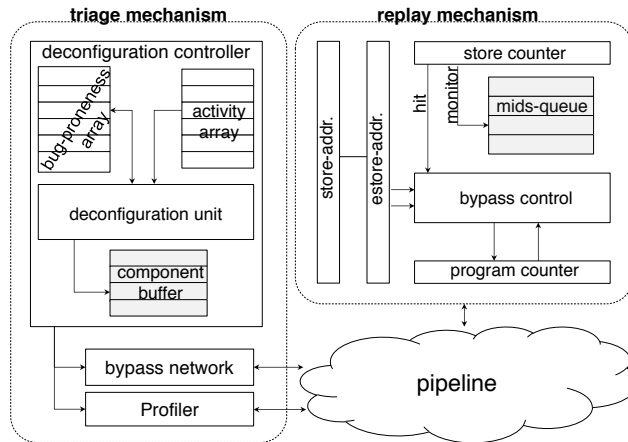 triage mechanism
deconfiguration controller
bug-proneness
array
activity
array
deconfiguration unit
component
buffer
bypass network
Profiler
replay mechanism
store-addr.
estore-addr.
store counter
hit
monitor
mids-queue
bypass control
program counter
pipeline